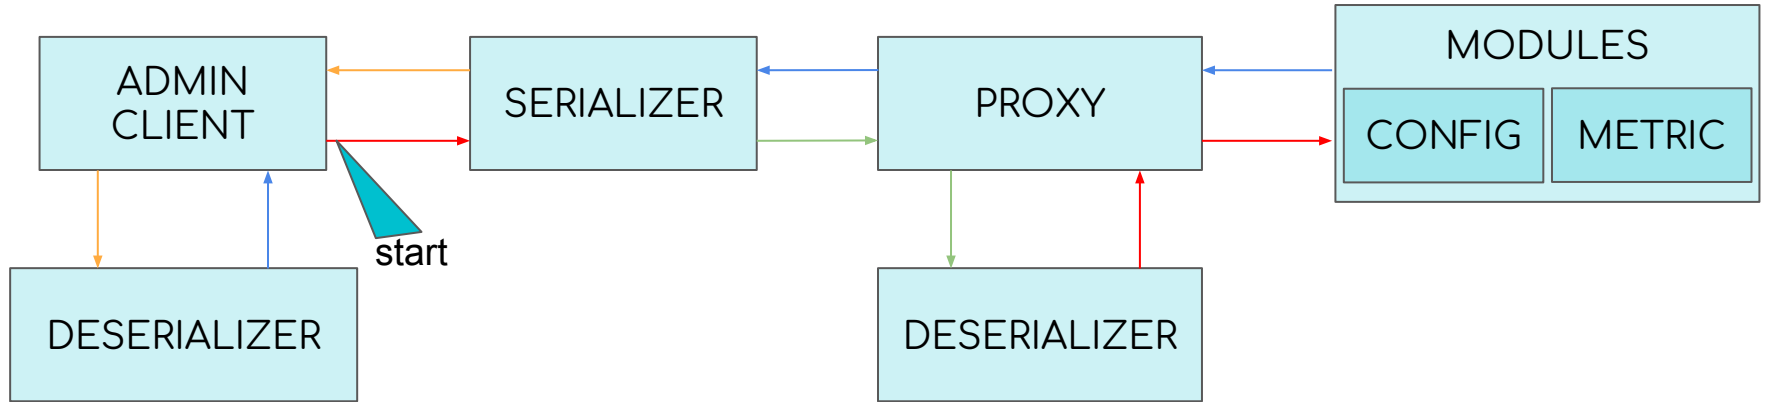 ADMIN
CLIENT
SERIALIZER
PROXY
MODULES
CONFIG
METRIC
start
DESERIALIZER
DESERIALIZER